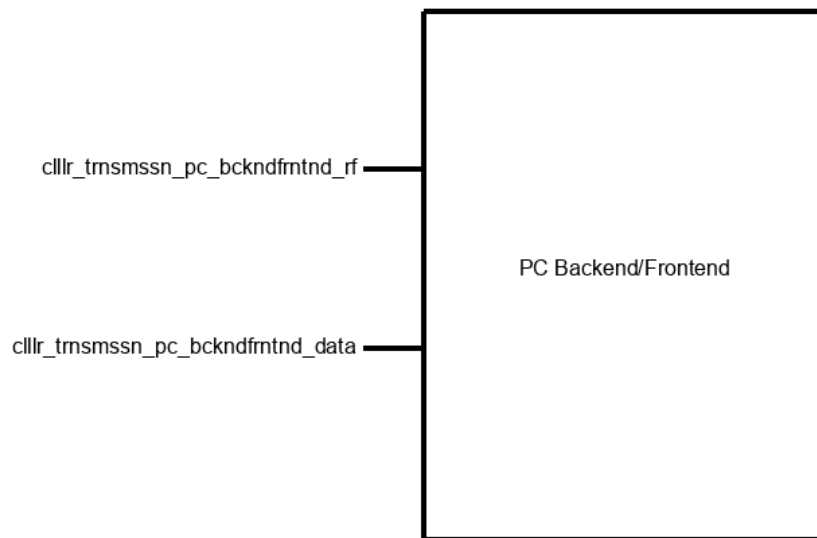 clllr_trnsmssn_pc_bckndfrntnd_rf
PC Backend/Frontend
clllr_trnsmssn_pc_bckndfrntnd_data